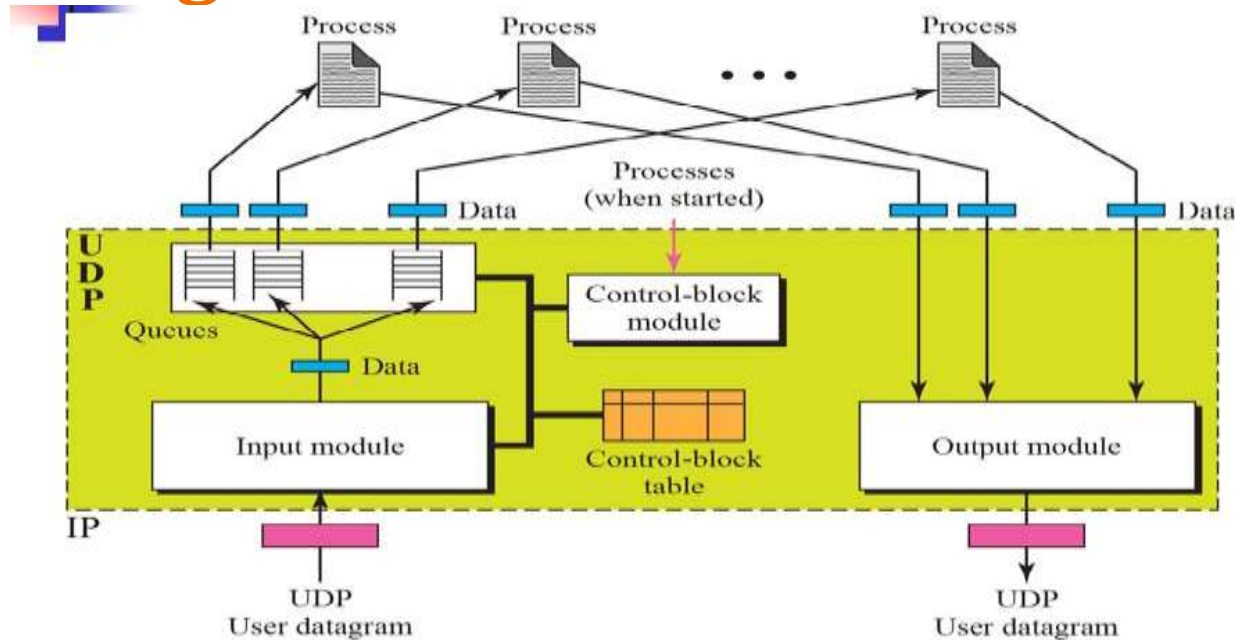 Process Process Process
• • •
Processes
(when started)
Data
Data
U
D
P
Control-block
module
Queues
Data
Input module
Control-block
table
Output module
IP
UDP
User datagram
UDP
User datagram